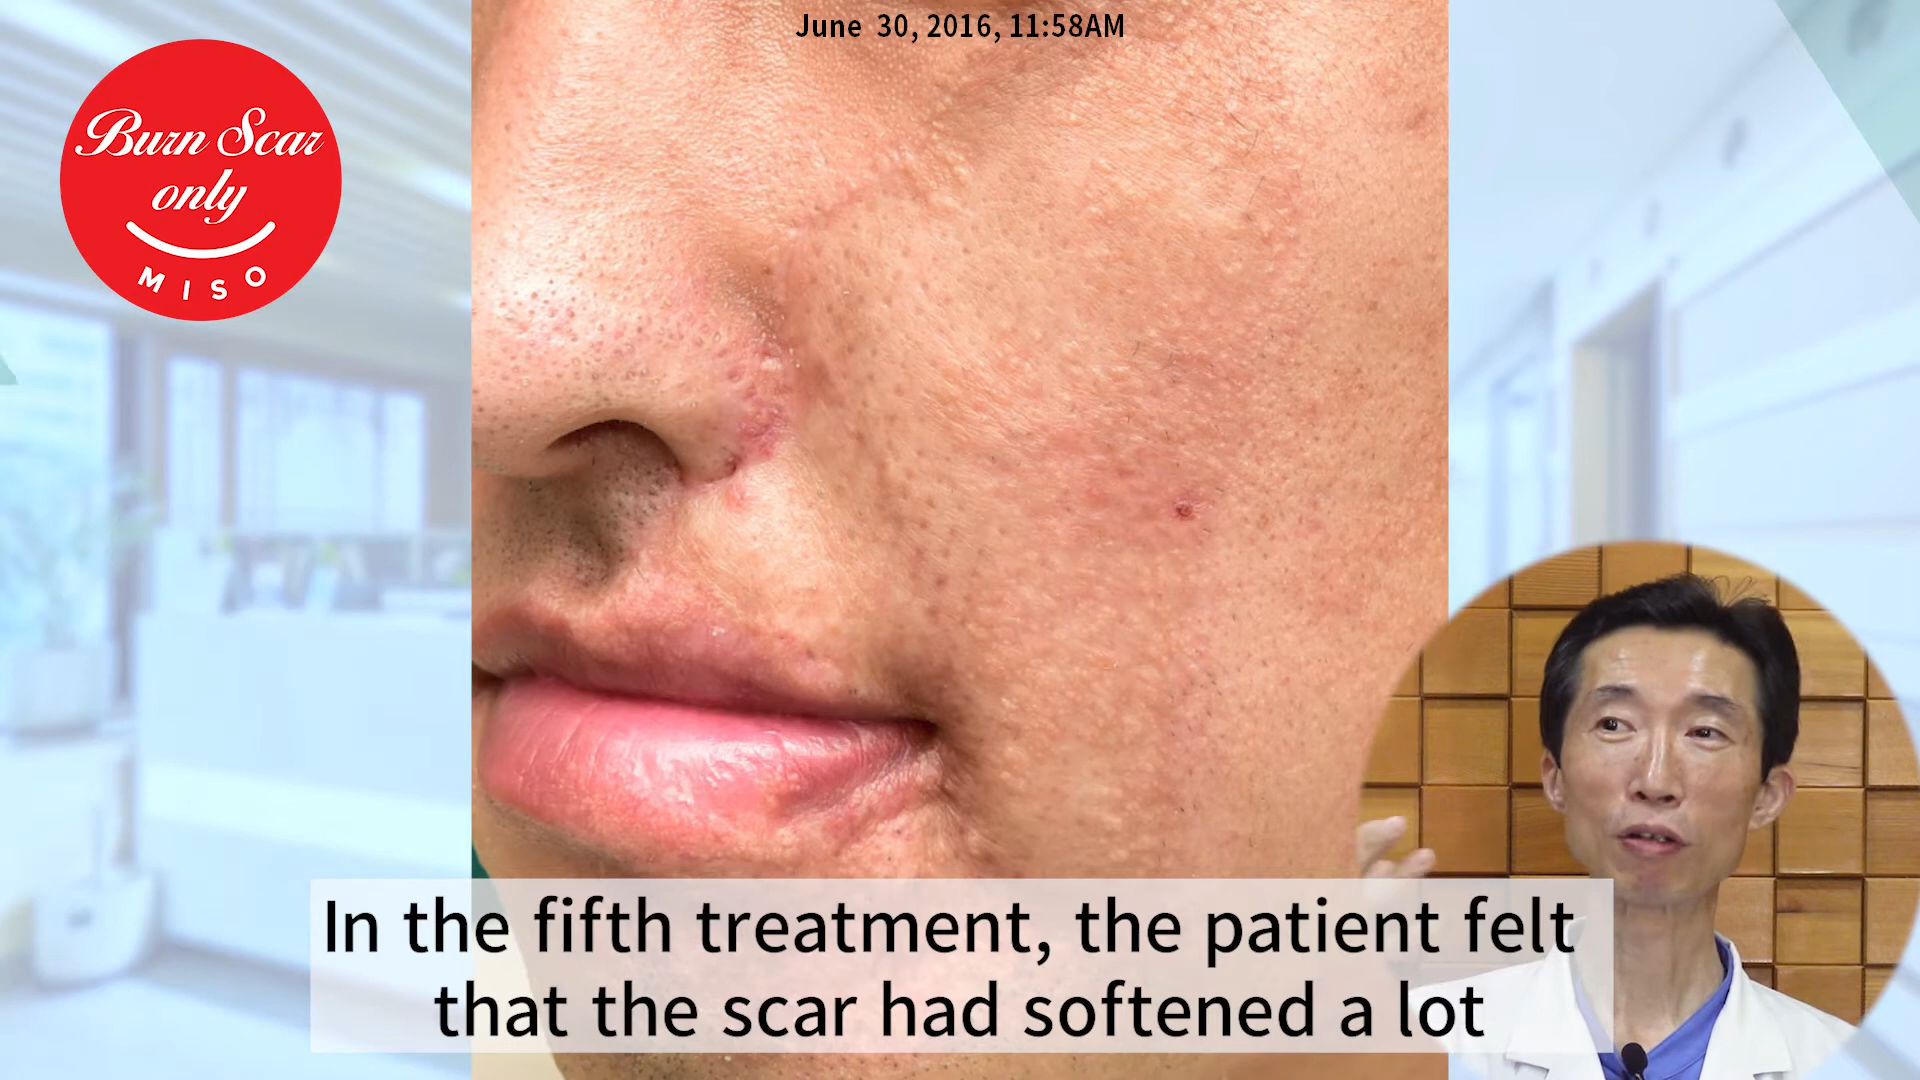 June 30, 2016, 11:58AM
Burn Scar
only
MISO
In the fifth treatment, the patient felt
that the scar had softened a lot